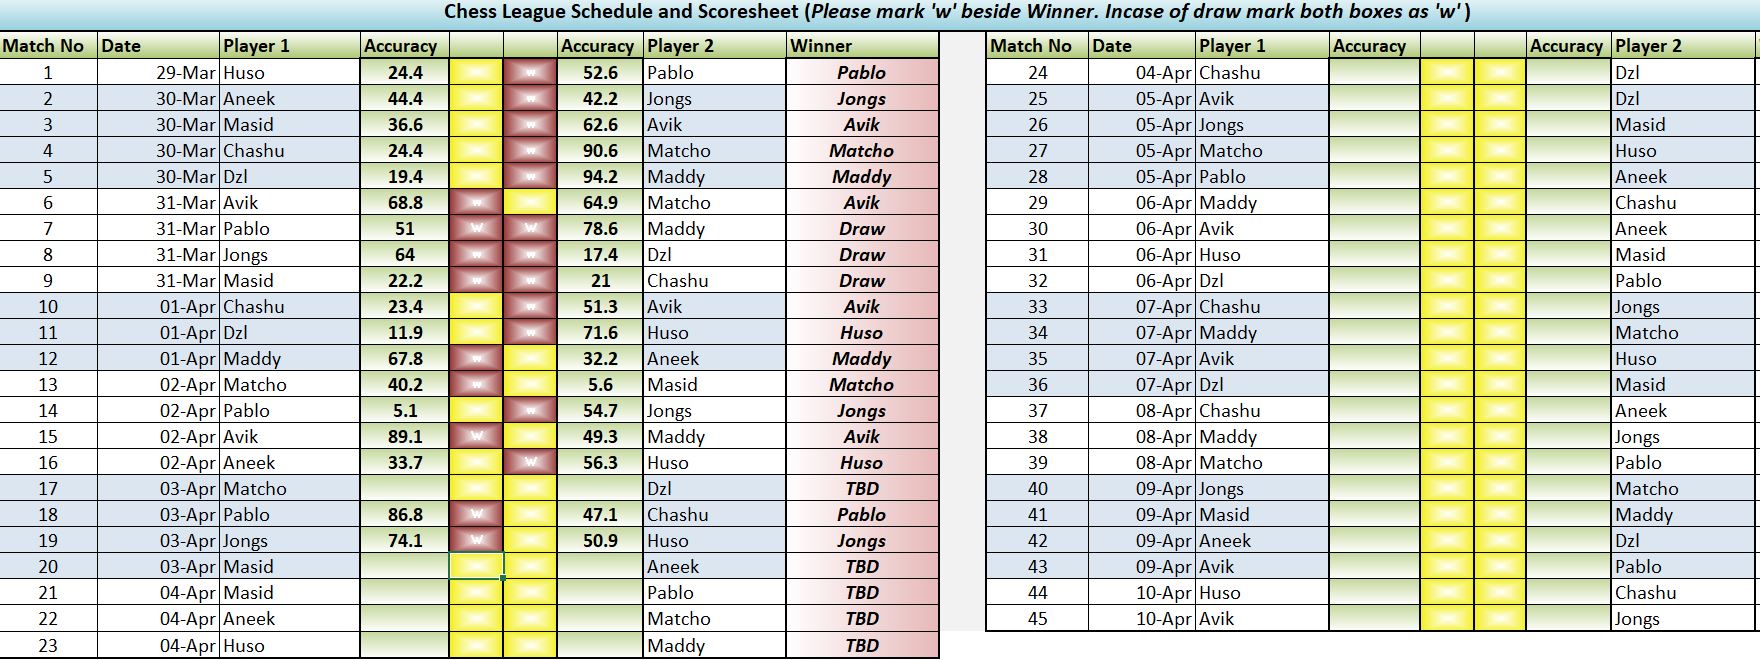 Chess League Schedule and Scoresheet (Please mark 'w' beside Winner. Incase of draw mark both boxes as 'w')
Match No Date Player 1 Accuracy Accuracy Player 2 Winner Match No Date Player 1 Accuracy Accuracy Player 2
1 29-Mar Huso 24.4 w 52.6 Pablo Pablo 24 04-Apr Chashu Dzl
2 30-Mar Aneek 44.4 w 42.2 Jongs Jongs 25 05-Apr Avik Dzl
3 30-Mar Masid 36.6 w 62.6 Avik Avik 26 05-Apr Jongs Masid
4 30-Mar Chashu 24.4 w 90.6 Matcho Matcho 27 05-Apr Matcho Huso
5 30-Mar Dzl 19.4 w 94.2 Maddy Maddy 28 05-Apr Pablo Aneek
6 31-Mar Avik 68.8 w 64.9 Matcho Avik 29 06-Apr Maddy Chashu
7 31-Mar Pablo 51 W W 78.6 Maddy Draw 30 06-Apr Avik Aneek
8 31-Mar Jongs 64 w w 17.4 Dzl Draw 31 06-Apr Huso Masid
9 31-Mar Masid 22.2 w w 21 Chashu Draw 32 06-Apr Dzl Pablo
10 01-Apr Chashu 23.4 w 51.3 Avik Avik 33 07-Apr Chashu Jongs
11 01-Apr Dzl 11.9 w 71.6 Huso Huso 34 07-Apr Maddy Matcho
12 01-Apr Maddy 67.8 w 32.2 Aneek Maddy 35 07-Apr Avik Huso
13 02-Apr Matcho 40.2 w 5.6 Masid Matcho 36 07-Apr Dzl Masid
14 02-Apr Pablo 5.1 w 54.7 Jongs Jongs 37 08-Apr Chashu Aneek
15 02-Apr Avik 89.1 W 49.3 Maddy Avik 38 08-Apr Maddy Jongs
16 02-Apr Aneek 33.7 W 56.3 Huso Huso 39 08-Apr Matcho Pablo
17 03-Apr Matcho Dzl TBD 40 09-Apr Jongs Matcho
18 03-Apr Pablo 86.8 W 47.1 Chashu Pablo 41 09-Apr Masid Maddy
19 03-Apr Jongs 74.1 W 50.9 Huso Jongs 42 09-Apr Aneek Dzl
20 03-Apr Masid Aneek TBD 43 09-Apr Avik Pablo
21 04-Apr Masid Pablo TBD 44 10-Apr Huso Chashu
22 04-Apr Aneek Matcho TBD 45 10-Apr Avik Jongs
23 04-Apr Huso Maddy TBD